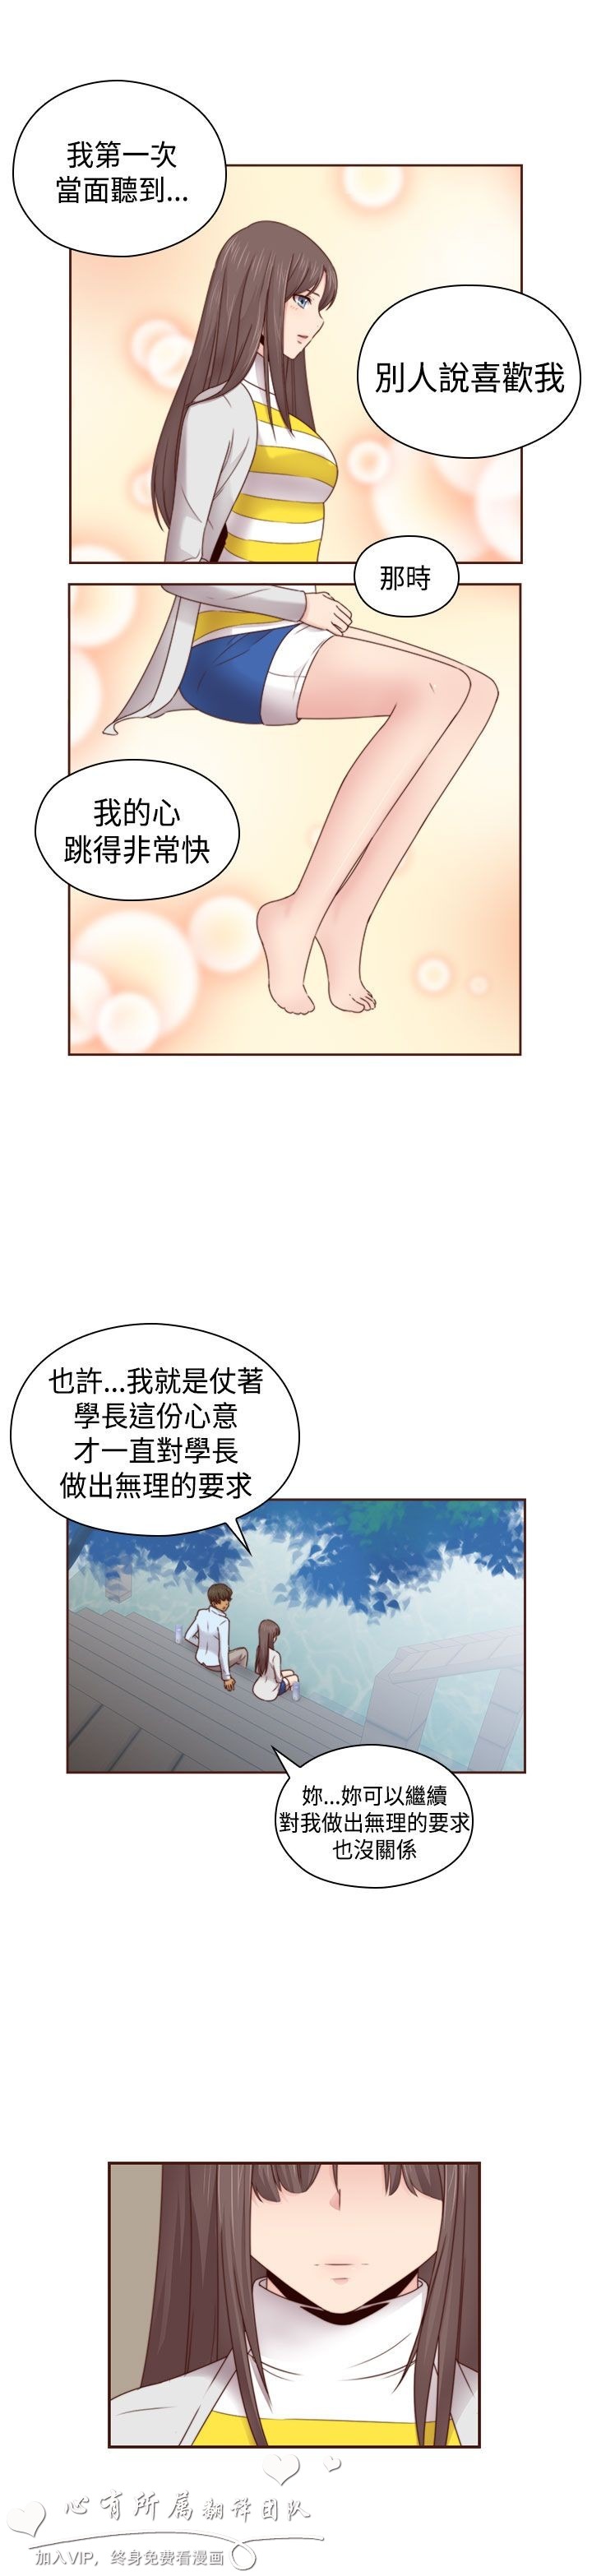 我第一次
當面聽到...
別人說喜歡我
那時
我的心
跳得非常快
也許...我就是仗著
學長這份心意
才一直對學長
做出無理的要求
妳...妳可以繼續
對我做出無理的要求
也沒關係
心有所属翻译团队
加入VIP，终身免费看漫画